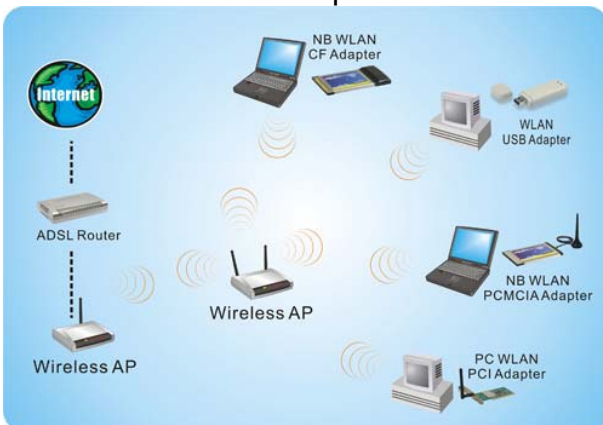 Internet
ADSL Router
Wireless AP
Wireless AP
NB WLAN
CF Adapter
WLAN
USB Adapter
NB WLAN
PCMCIA Adapter
PC WLAN
PCI Adapter